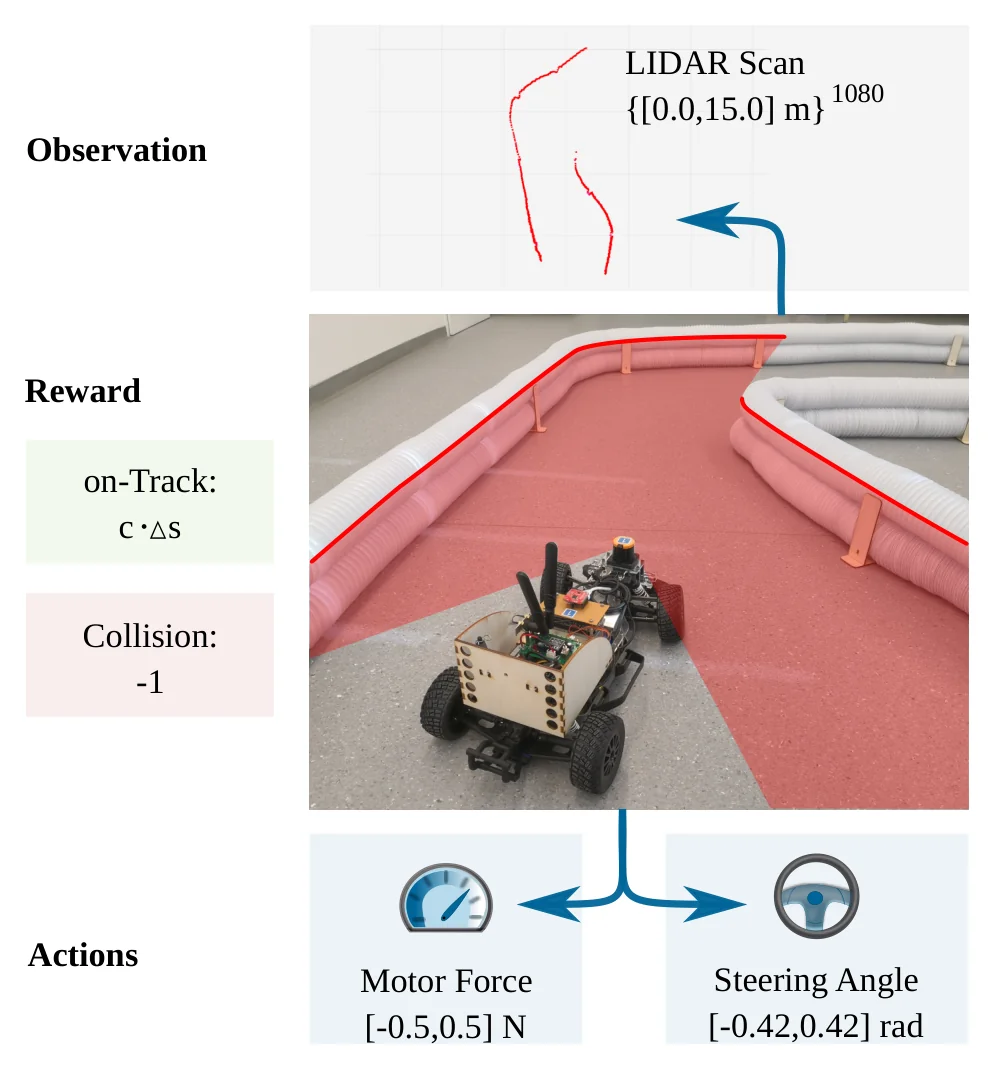 Observation
LIDAR Scan
{[0.0,15.0] m}^1080
Reward
on-Track:
c·△s
Collision:
-1
Actions
Motor Force
[-0.5,0.5] N
Steering Angle
[-0.42,0.42] rad